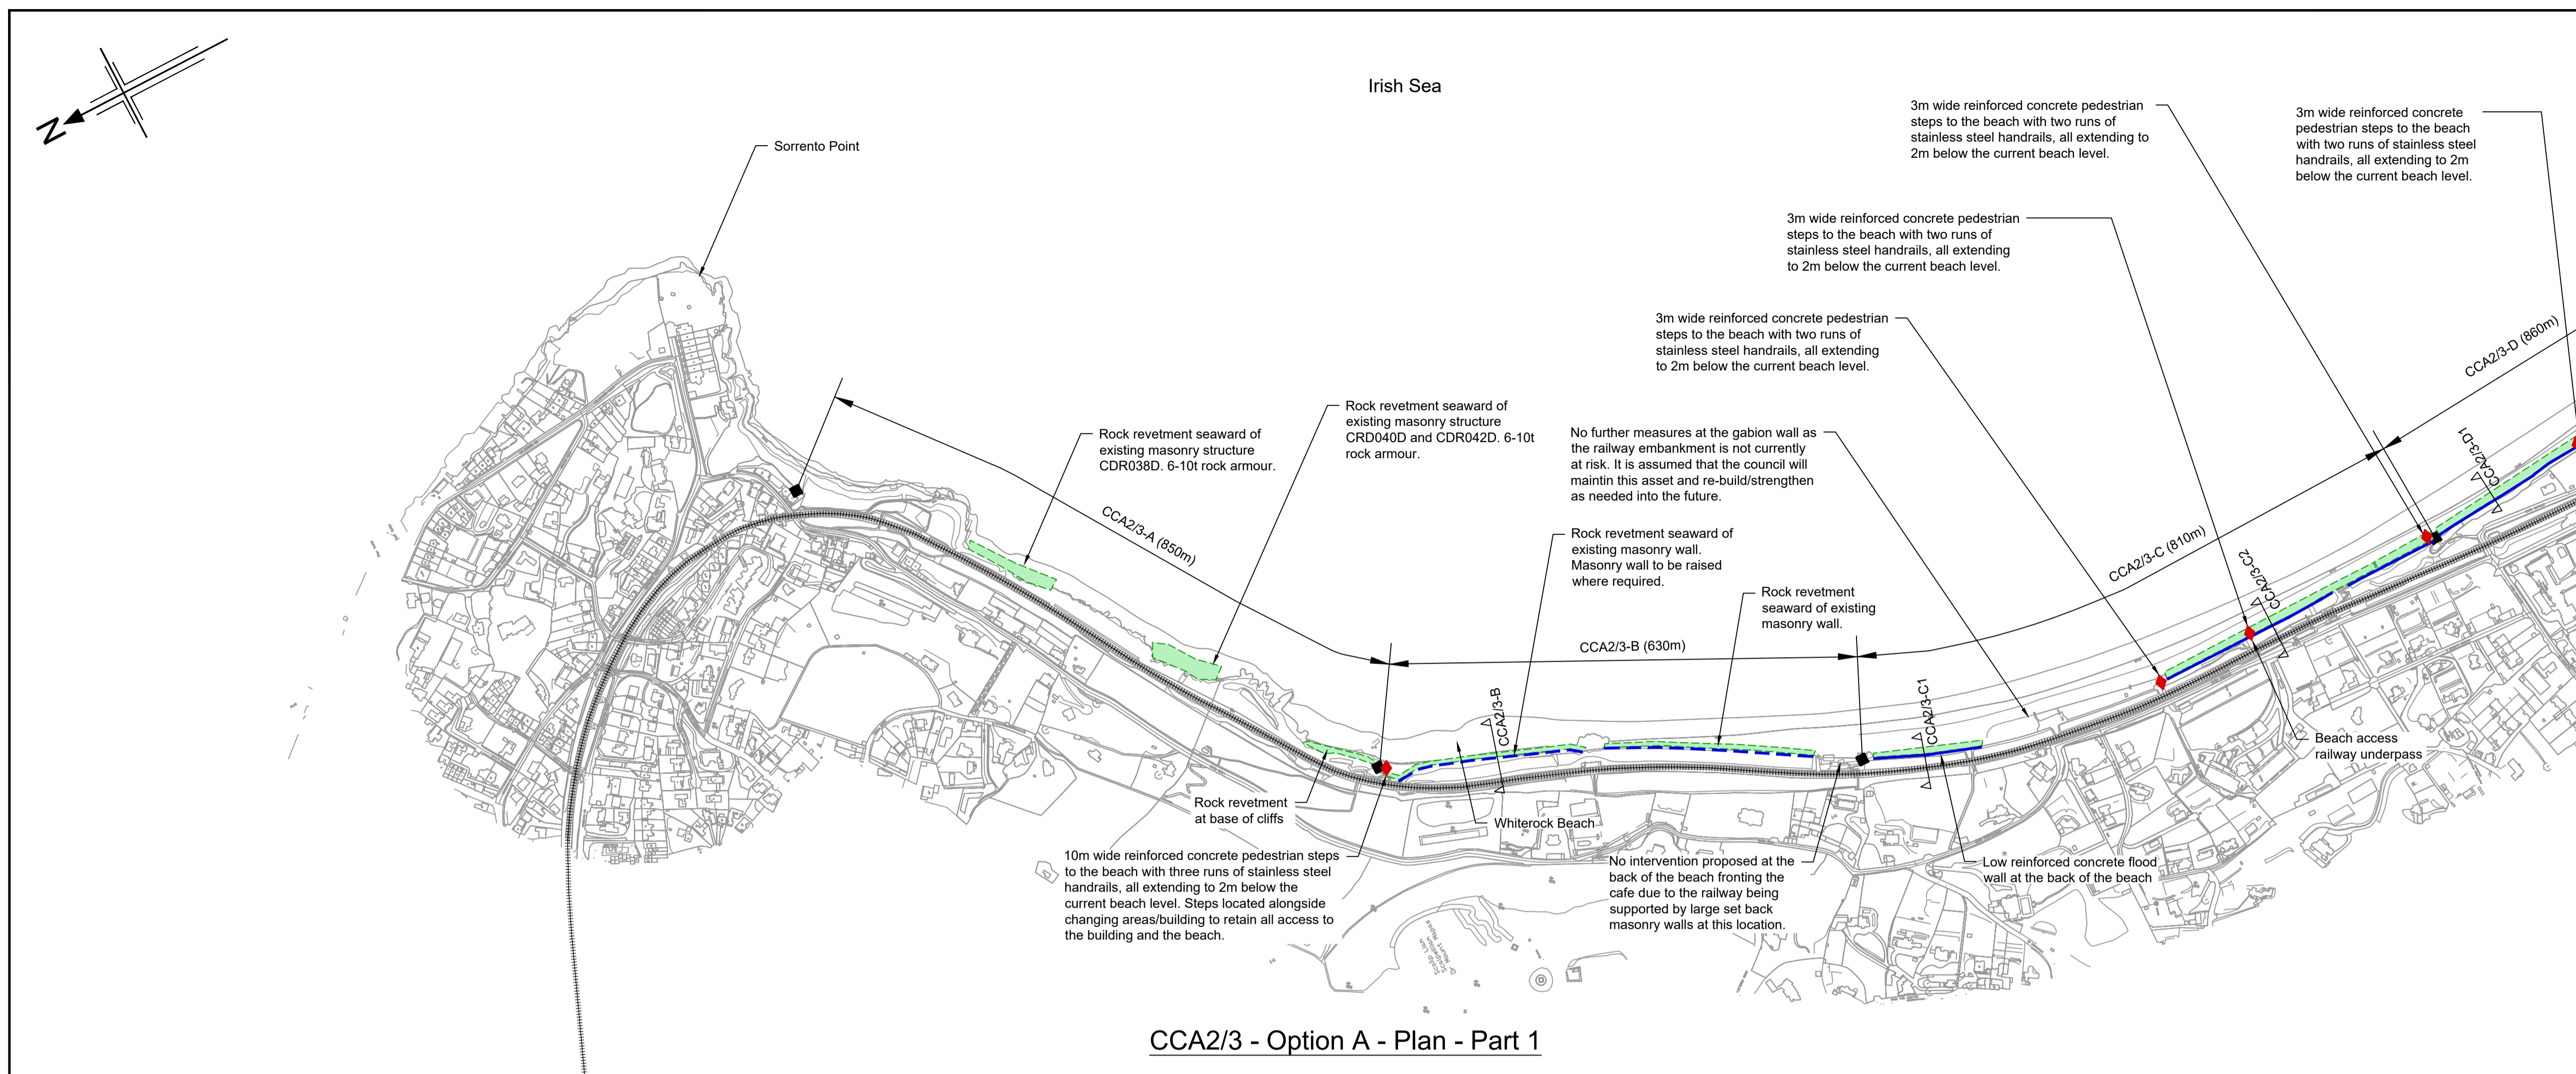 N
Irish Sea
Sorrento Point
3m wide reinforced concrete pedestrian
steps to the beach with two runs of
stainless steel handrails, all extending to
2m below the current beach level.
3m wide reinforced concrete
pedestrian steps to the beach
with two runs of stainless steel
handrails, all extending to 2m
below the current beach level.
3m wide reinforced concrete pedestrian
steps to the beach with two runs of
stainless steel handrails, all extending
to 2m below the current beach level.
3m wide reinforced concrete pedestrian
steps to the beach with two runs of
stainless steel handrails, all extending
to 2m below the current beach level.
Rock revetment seaward of
existing masonry structure
CDR038D. 6-10t rock armour.
Rock revetment seaward of
existing masonry structure
CRD040D and CDR042D. 6-10t
rock armour.
No further measures at the gabion wall as
the railway embankment is not currently
at risk. It is assumed that the council will
maintin this asset and re-build/strengthen
as needed into the future.
Rock revetment seaward of
existing masonry wall.
Masonry wall to be raised
where required.
Rock revetment
seaward of existing
masonry wall.
CCA2/3-A (850m)
CCA2/3-B (630m)
CCA2/3-C (810m)
CCA2/3-D (860m)
CCA2/3-B
CCA2/3-C1
CCA2/3-C2
CCA2/3-C2
CCA2/3-D1
CCA2/3-D1
Beach access
railway underpass
Rock revetment
at base of cliffs
Whiterock Beach
10m wide reinforced concrete pedestrian steps
to the beach with three runs of stainless steel
handrails, all extending to 2m below the
current beach level. Steps located alongside
changing areas/building to retain all access to
the building and the beach.
No intervention proposed at the
back of the beach fronting the
cafe due to the railway being
supported by large set back
masonry walls at this location.
Low reinforced concrete flood
wall at the back of the beach
CCA2/3 - Option A - Plan - Part 1